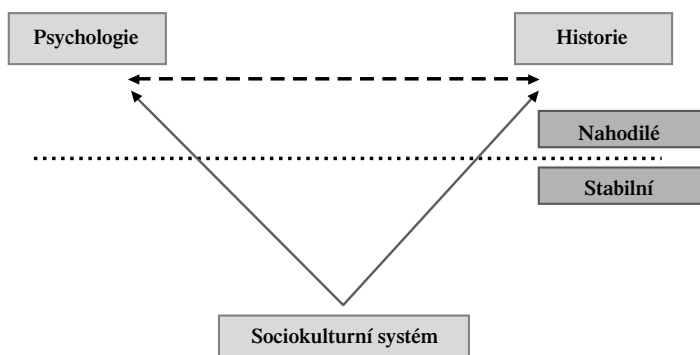 Psychologie
Historie
Nahodilé
Stabilní
Sociokulturní systém